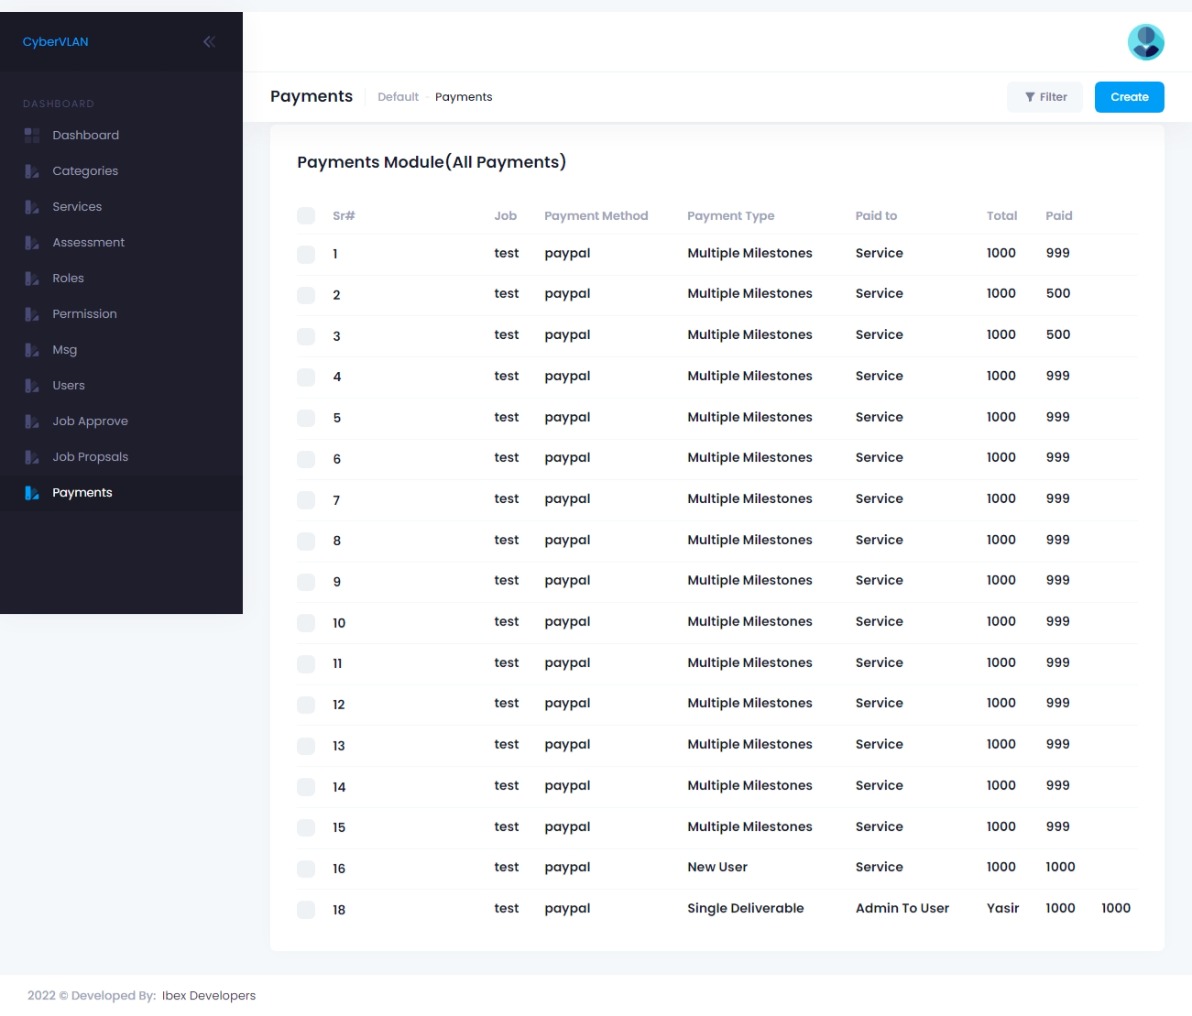 CyberVLAN
DASHBOARD
Dashboard
Categories
Services
Assessment
Roles
Permission
Msg
Users
Job Approve
Job Propsals
Payments
Payments Default - Payments Filter Create
Payments Module(All Payments)
Sr# Job Payment Method Payment Type Paid to Total Paid
1 test paypal Multiple Milestones Service 1000 999
2 test paypal Multiple Milestones Service 1000 500
3 test paypal Multiple Milestones Service 1000 500
4 test paypal Multiple Milestones Service 1000 999
5 test paypal Multiple Milestones Service 1000 999
6 test paypal Multiple Milestones Service 1000 999
7 test paypal Multiple Milestones Service 1000 999
8 test paypal Multiple Milestones Service 1000 999
9 test paypal Multiple Milestones Service 1000 999
10 test paypal Multiple Milestones Service 1000 999
11 test paypal Multiple Milestones Service 1000 999
12 test paypal Multiple Milestones Service 1000 999
13 test paypal Multiple Milestones Service 1000 999
14 test paypal Multiple Milestones Service 1000 999
15 test paypal Multiple Milestones Service 1000 999
16 test paypal New User Service 1000 1000
18 test paypal Single Deliverable Admin To User Yasir 1000 1000
2022 © Developed By: Ibex Developers